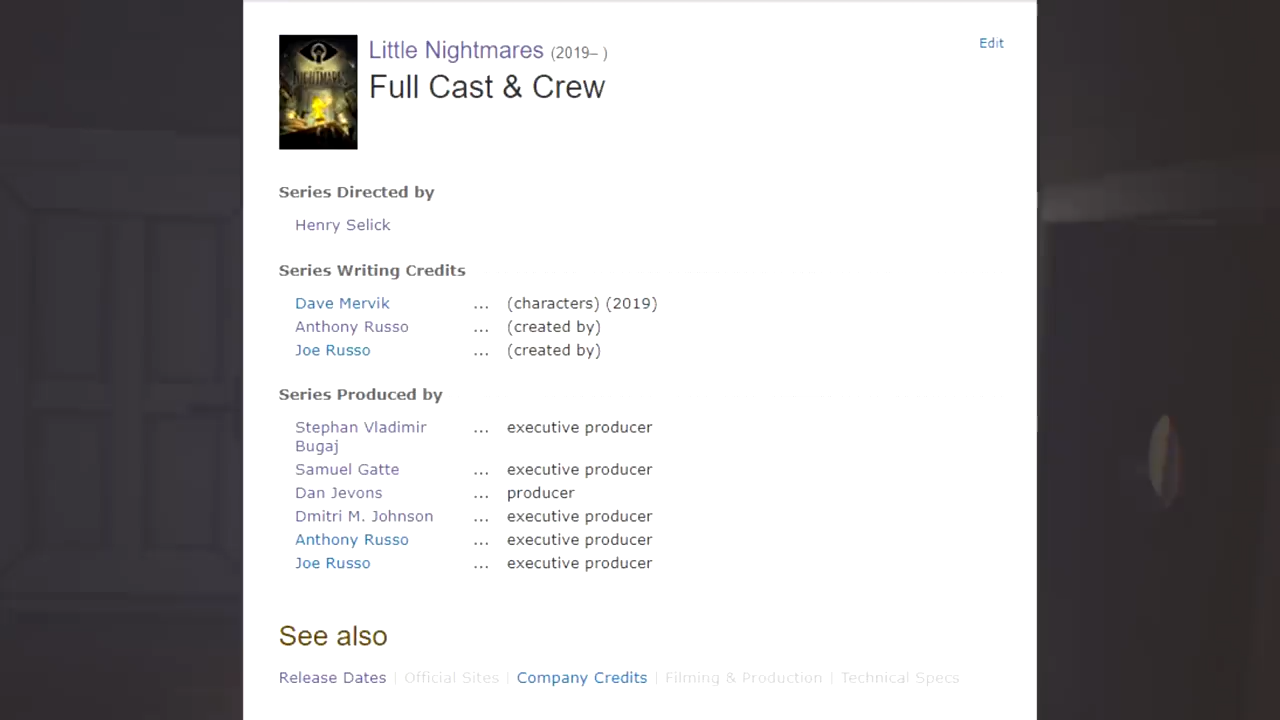 NIGHTMARES
Little Nightmares (2019– )
Edit
Full Cast & Crew
Series Directed by
Henry Selick
Series Writing Credits
Dave Mervik ... (characters) (2019)
Anthony Russo ... (created by)
Joe Russo ... (created by)
Series Produced by
Stephan Vladimir ... executive producer
Bugaj
Samuel Gatte ... executive producer
Dan Jevons ... producer
Dmitri M. Johnson ... executive producer
Anthony Russo ... executive producer
Joe Russo ... executive producer
See also
Release Dates | Official Sites | Company Credits | Filming & Production | Technical Specs